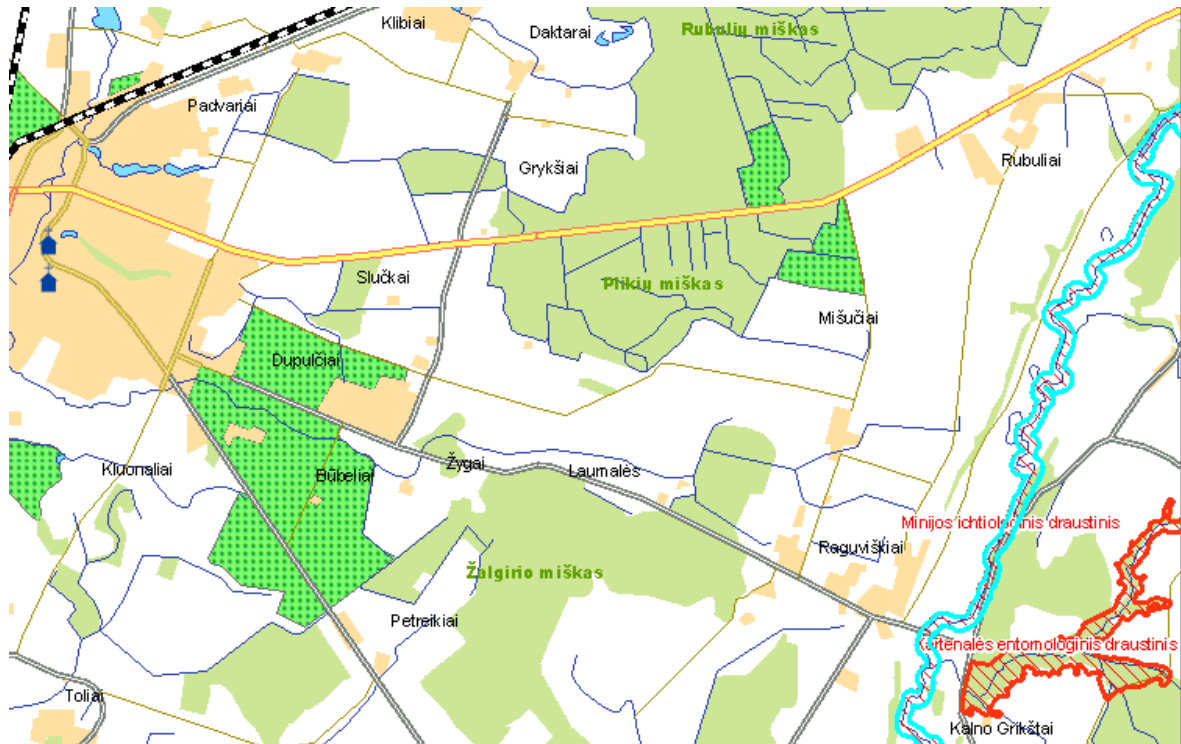 Klibiai
Daktarai
Rubulių miškas
Padvariai
Grykšiai
Rubuliai
Slučkai
Plikių miškas
Mišučiai
Dupulčiai
Kluonaliai
Būbeliai
Žygai
Laumalės
Minijos ichtiologinis draustinis
Raguviškiai
Žalgirio miškas
Petreikiai
Kartenalės entomologinis draustinis
Toliai
Kalno Grikštai